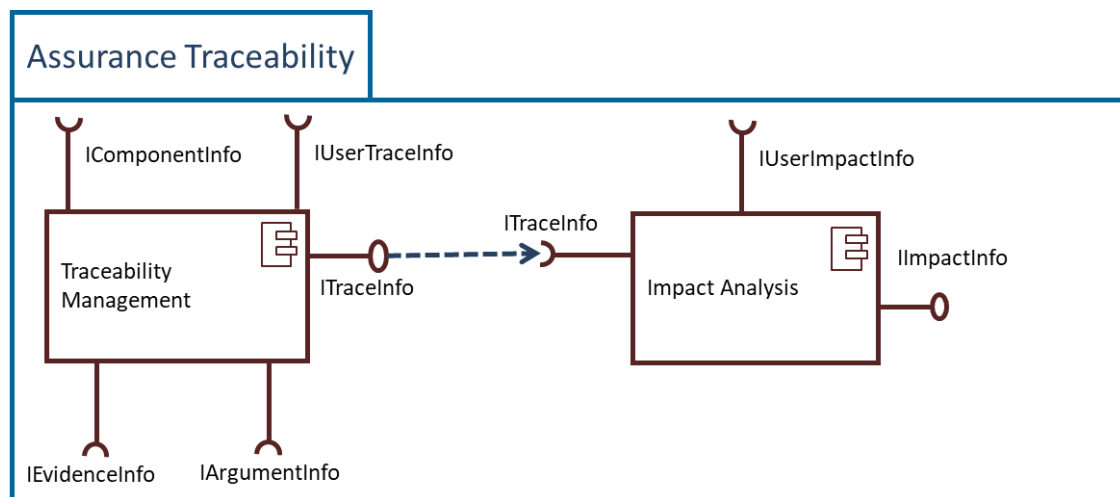 Assurance Traceability
IComponentInfo
IUserTraceInfo
IUserImpactInfo
ITraceInfo
Traceability
Management
ITraceInfo
Impact Analysis
IImpactInfo
IEvidenceInfo
IArgumentInfo